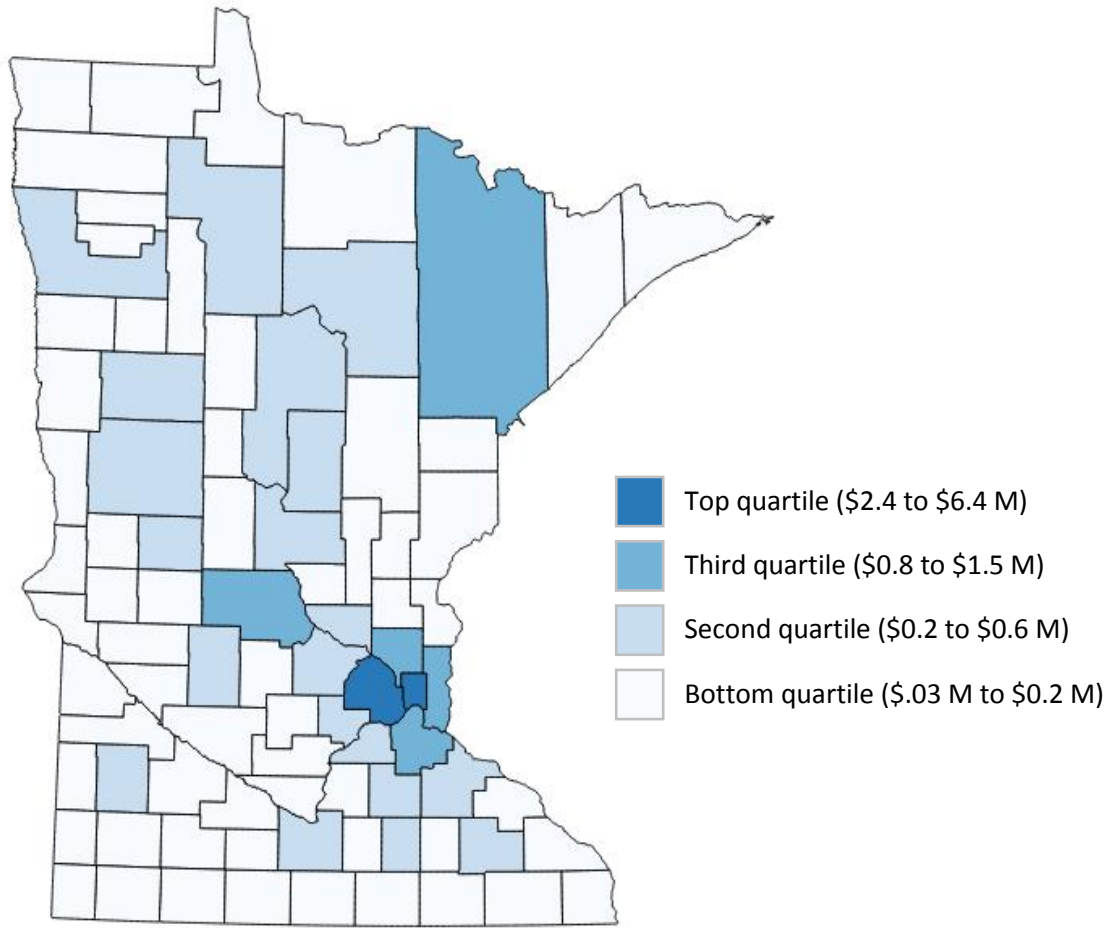 Top quartile ($2.4 to $6.4 M)
Third quartile ($0.8 to $1.5 M)
Second quartile ($0.2 to $0.6 M)
Bottom quartile ($.03 M to $0.2 M)